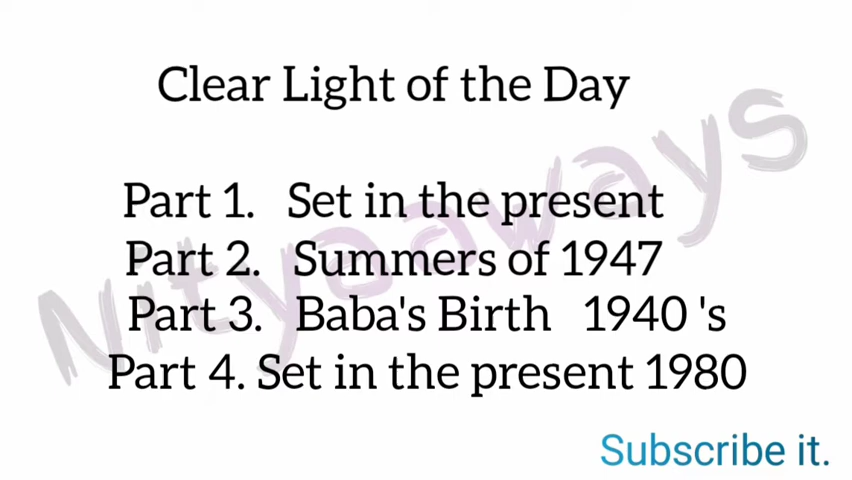 Clear Light of the Day
Part 1. Set in the present
Part 2. Summers of 1947
Part 3. Baba's Birth 1940 's
Part 4. Set in the present 1980
Nityaaways
Subscribe it.